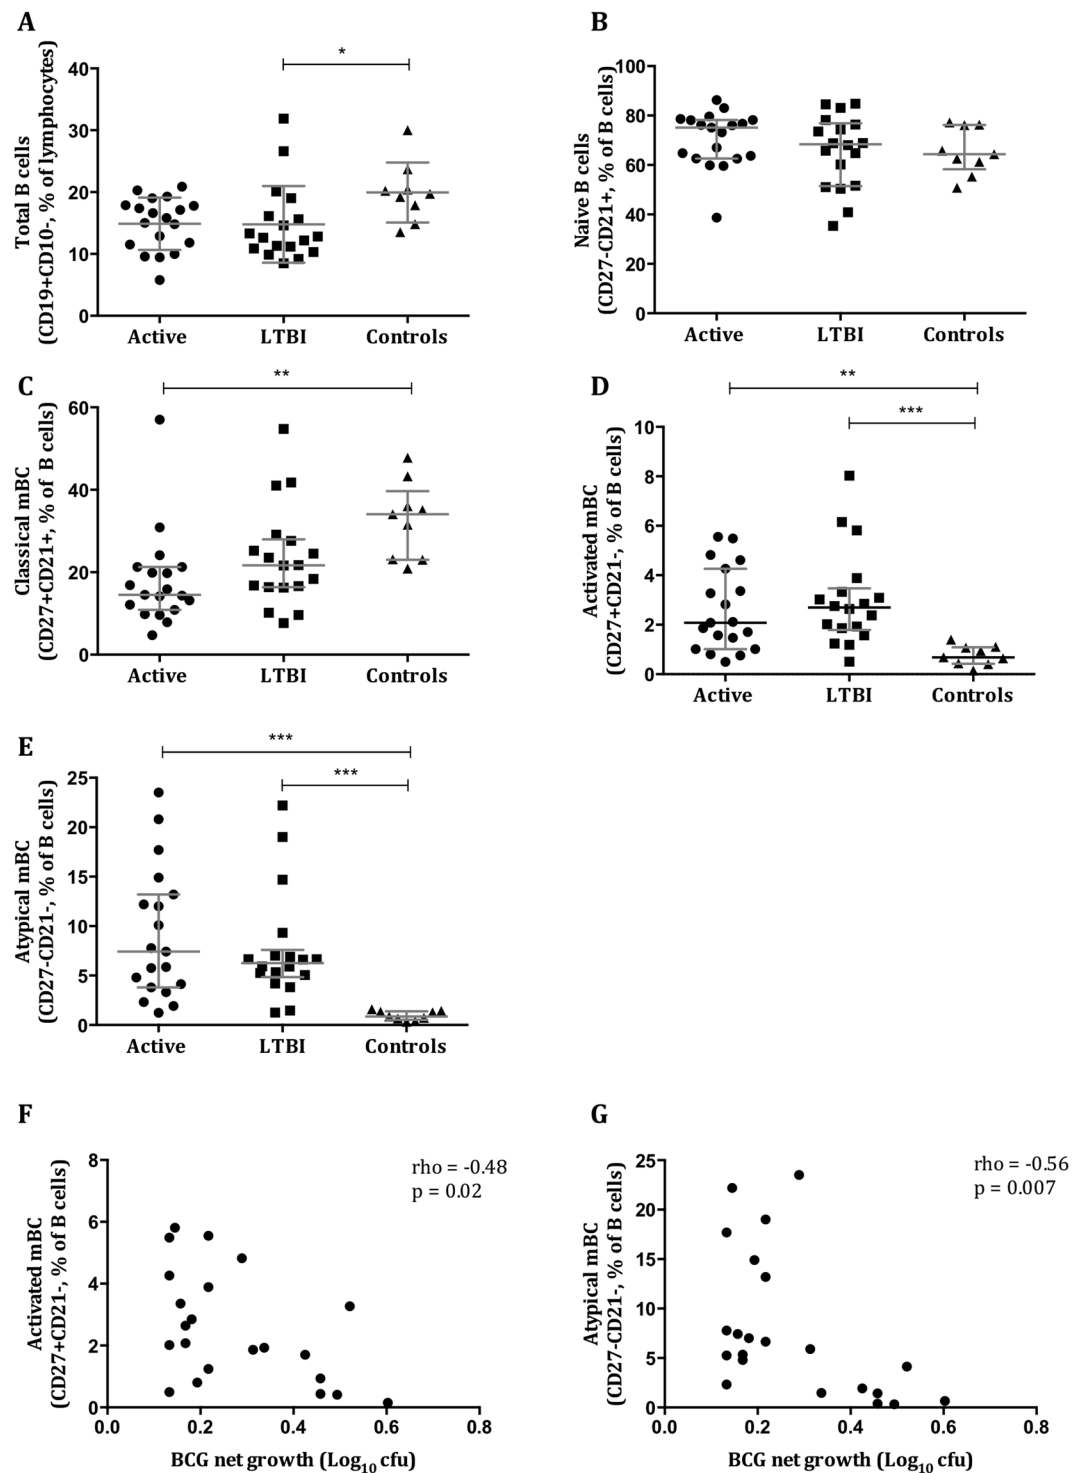 A
Total B cells
(CD19+CD10-, % of lymphocytes)
40
30
20
10
0
*
Active LTBI Controls
B
Naive B cells
(CD27-CD21+, % of B cells)
100
80
60
40
20
0
Active LTBI Controls
C
Classical mBC
(CD27+CD21+, % of B cells)
60
40
20
0
**
Active LTBI Controls
D
Activated mBC
(CD27+CD21-, % of B cells)
10
8
6
4
2
0
**
***
Active LTBI Controls
E
Atypical mBC
(CD27-CD21-, % of B cells)
25
20
15
10
5
0
***
***
Active LTBI Controls
F
Activated mBC
(CD27+CD21-, % of B cells)
8
6
4
2
0
rho = -0.48
p = 0.02
0.0 0.2 0.4 0.6 0.8
BCG net growth (Log10 cfu)
G
Atypical mBC
(CD27-CD21-, % of B cells)
25
20
15
10
5
0
rho = -0.56
p = 0.007
0.0 0.2 0.4 0.6 0.8
BCG net growth (Log10 cfu)